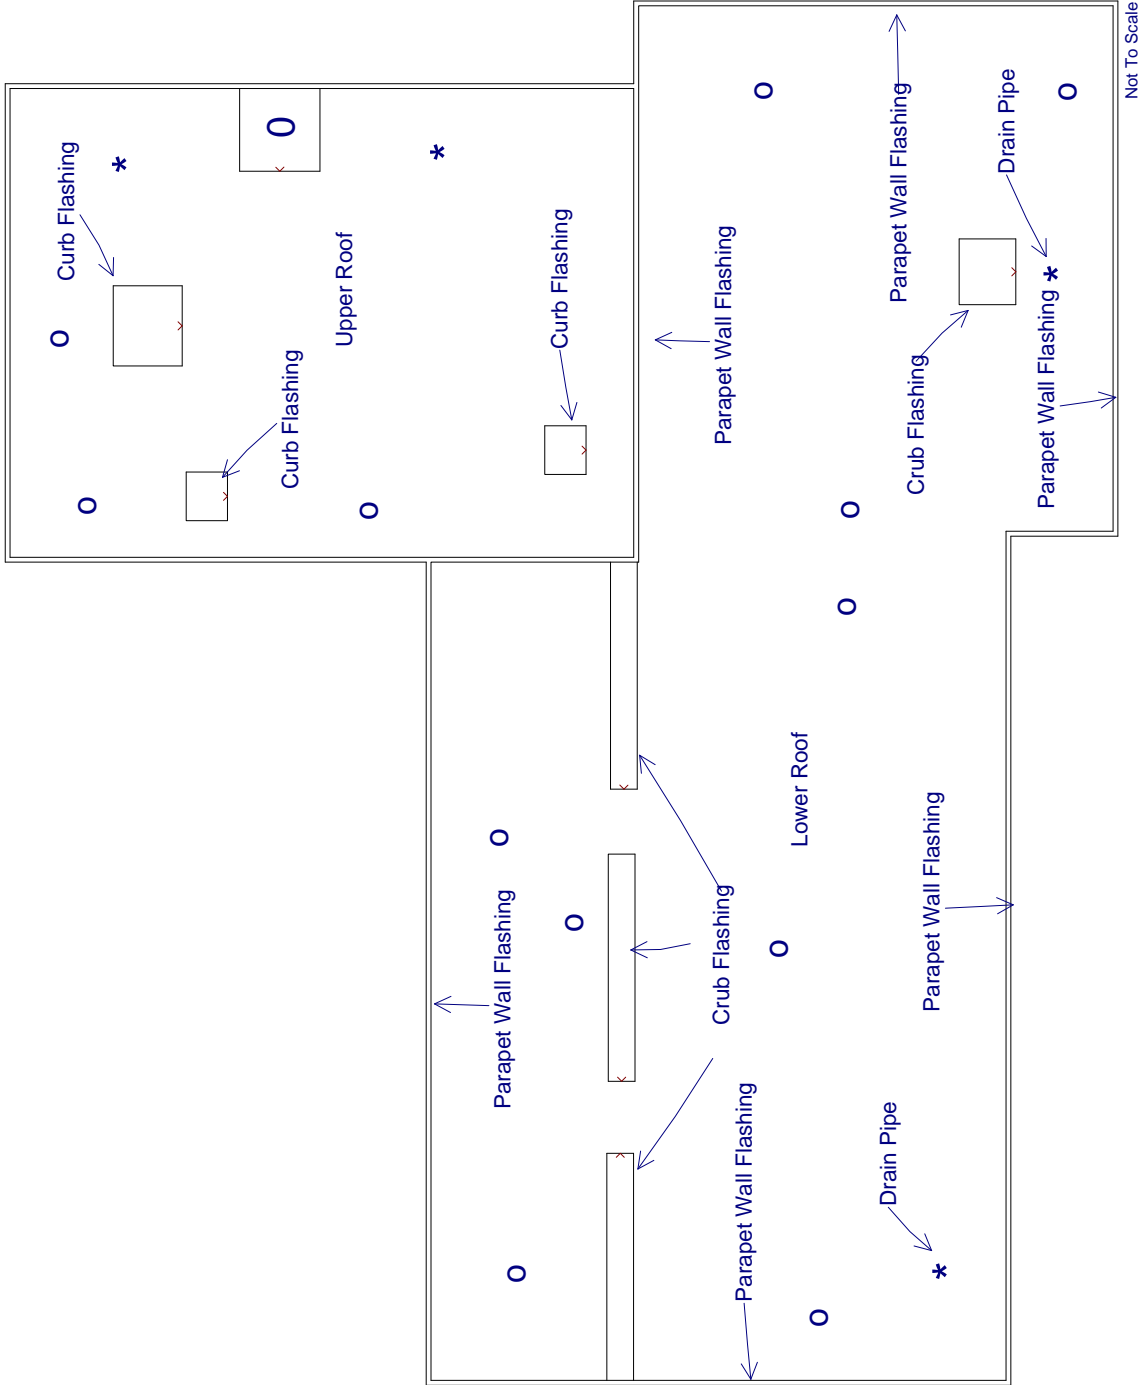 Curb Flashing
Curb Flashing
Upper Roof
Parapet Wall Flashing
Curb Flashing
Crub Flashing
Parapet Wall Flashing
Parapet Wall Flashing
Lower Roof
Drain Pipe
Parapet Wall Flashing
Crub Flashing
Parapet Wall Flashing
Drain Pipe
Parapet Wall Flashing
Not To Scale